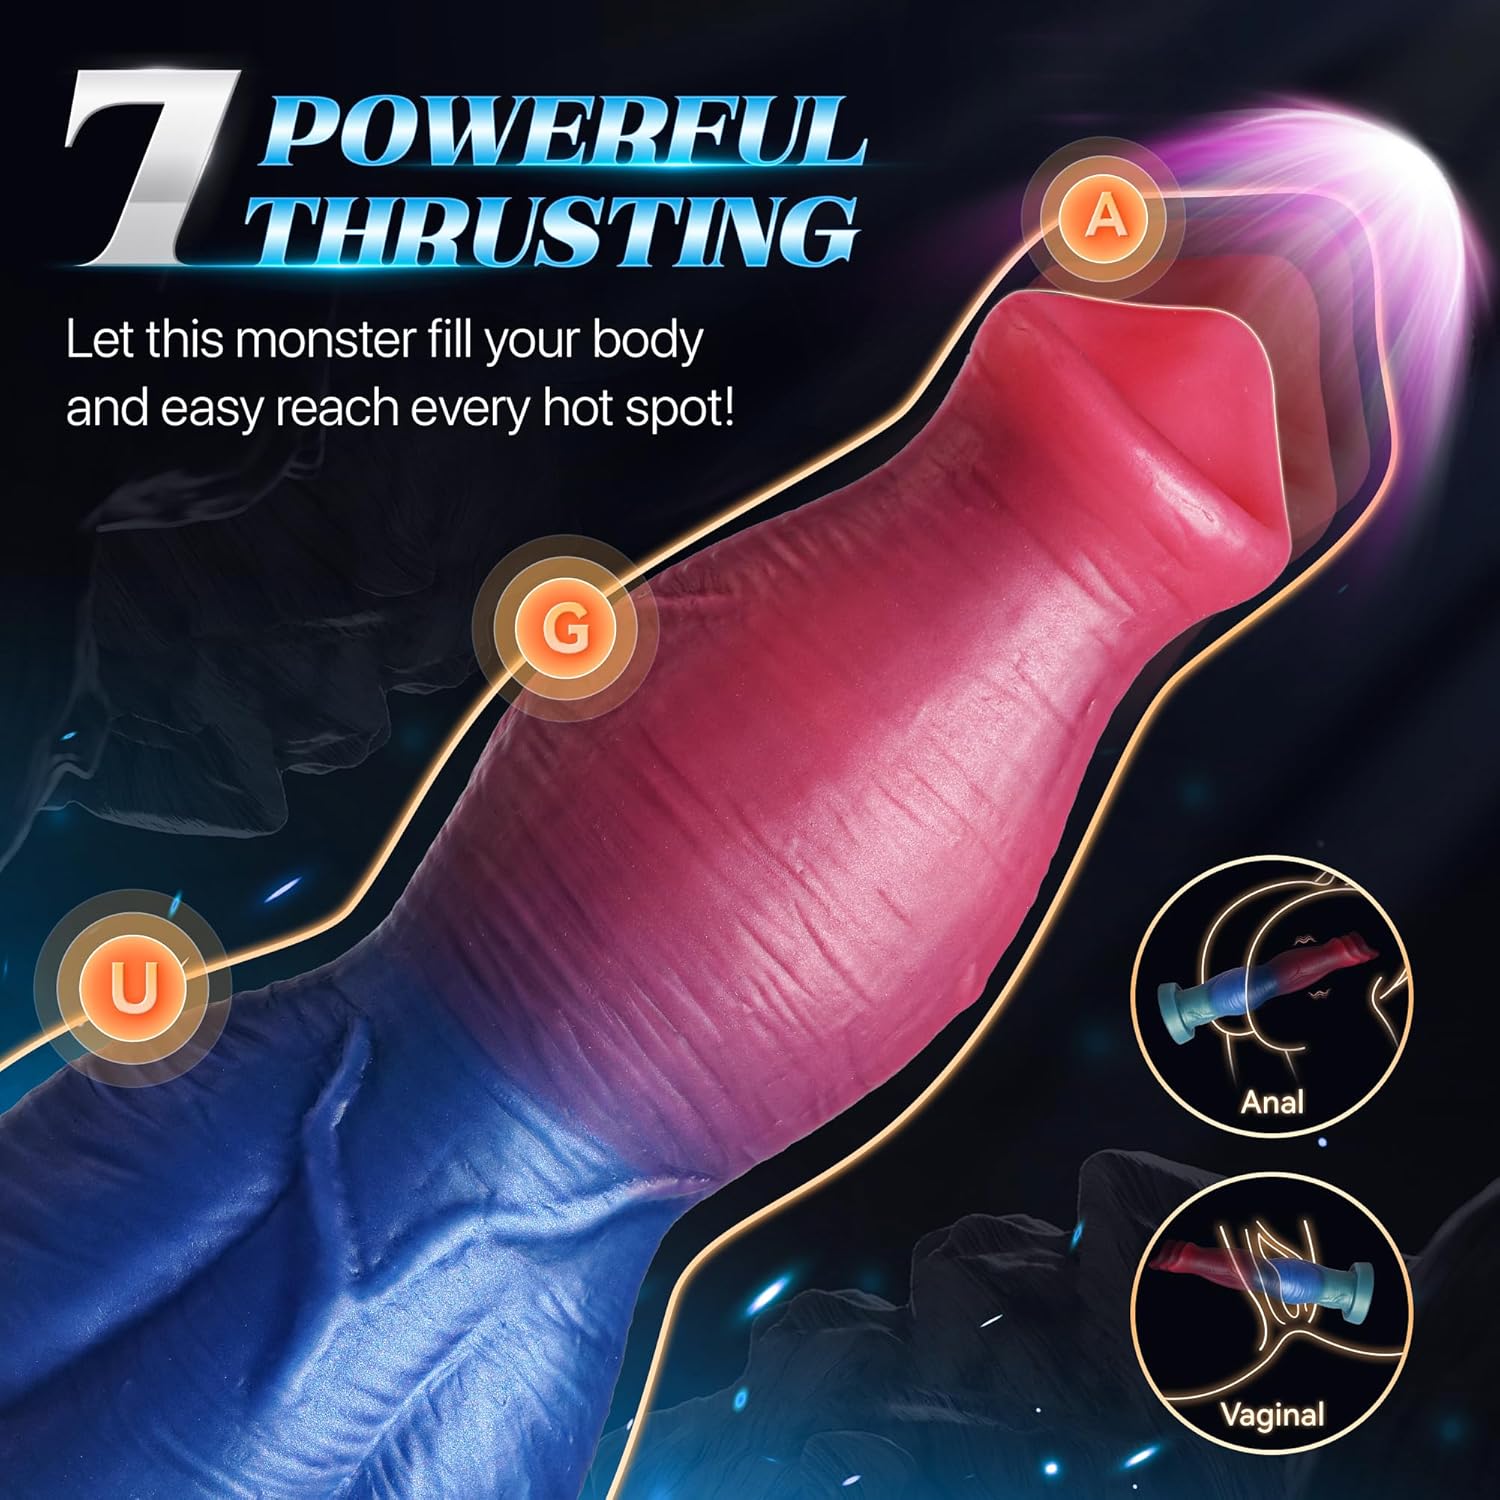 7 POWERFUL
THRUSTING
Let this monster fill your body
and easy reach every hot spot!
A
G
U
Anal
Vaginal